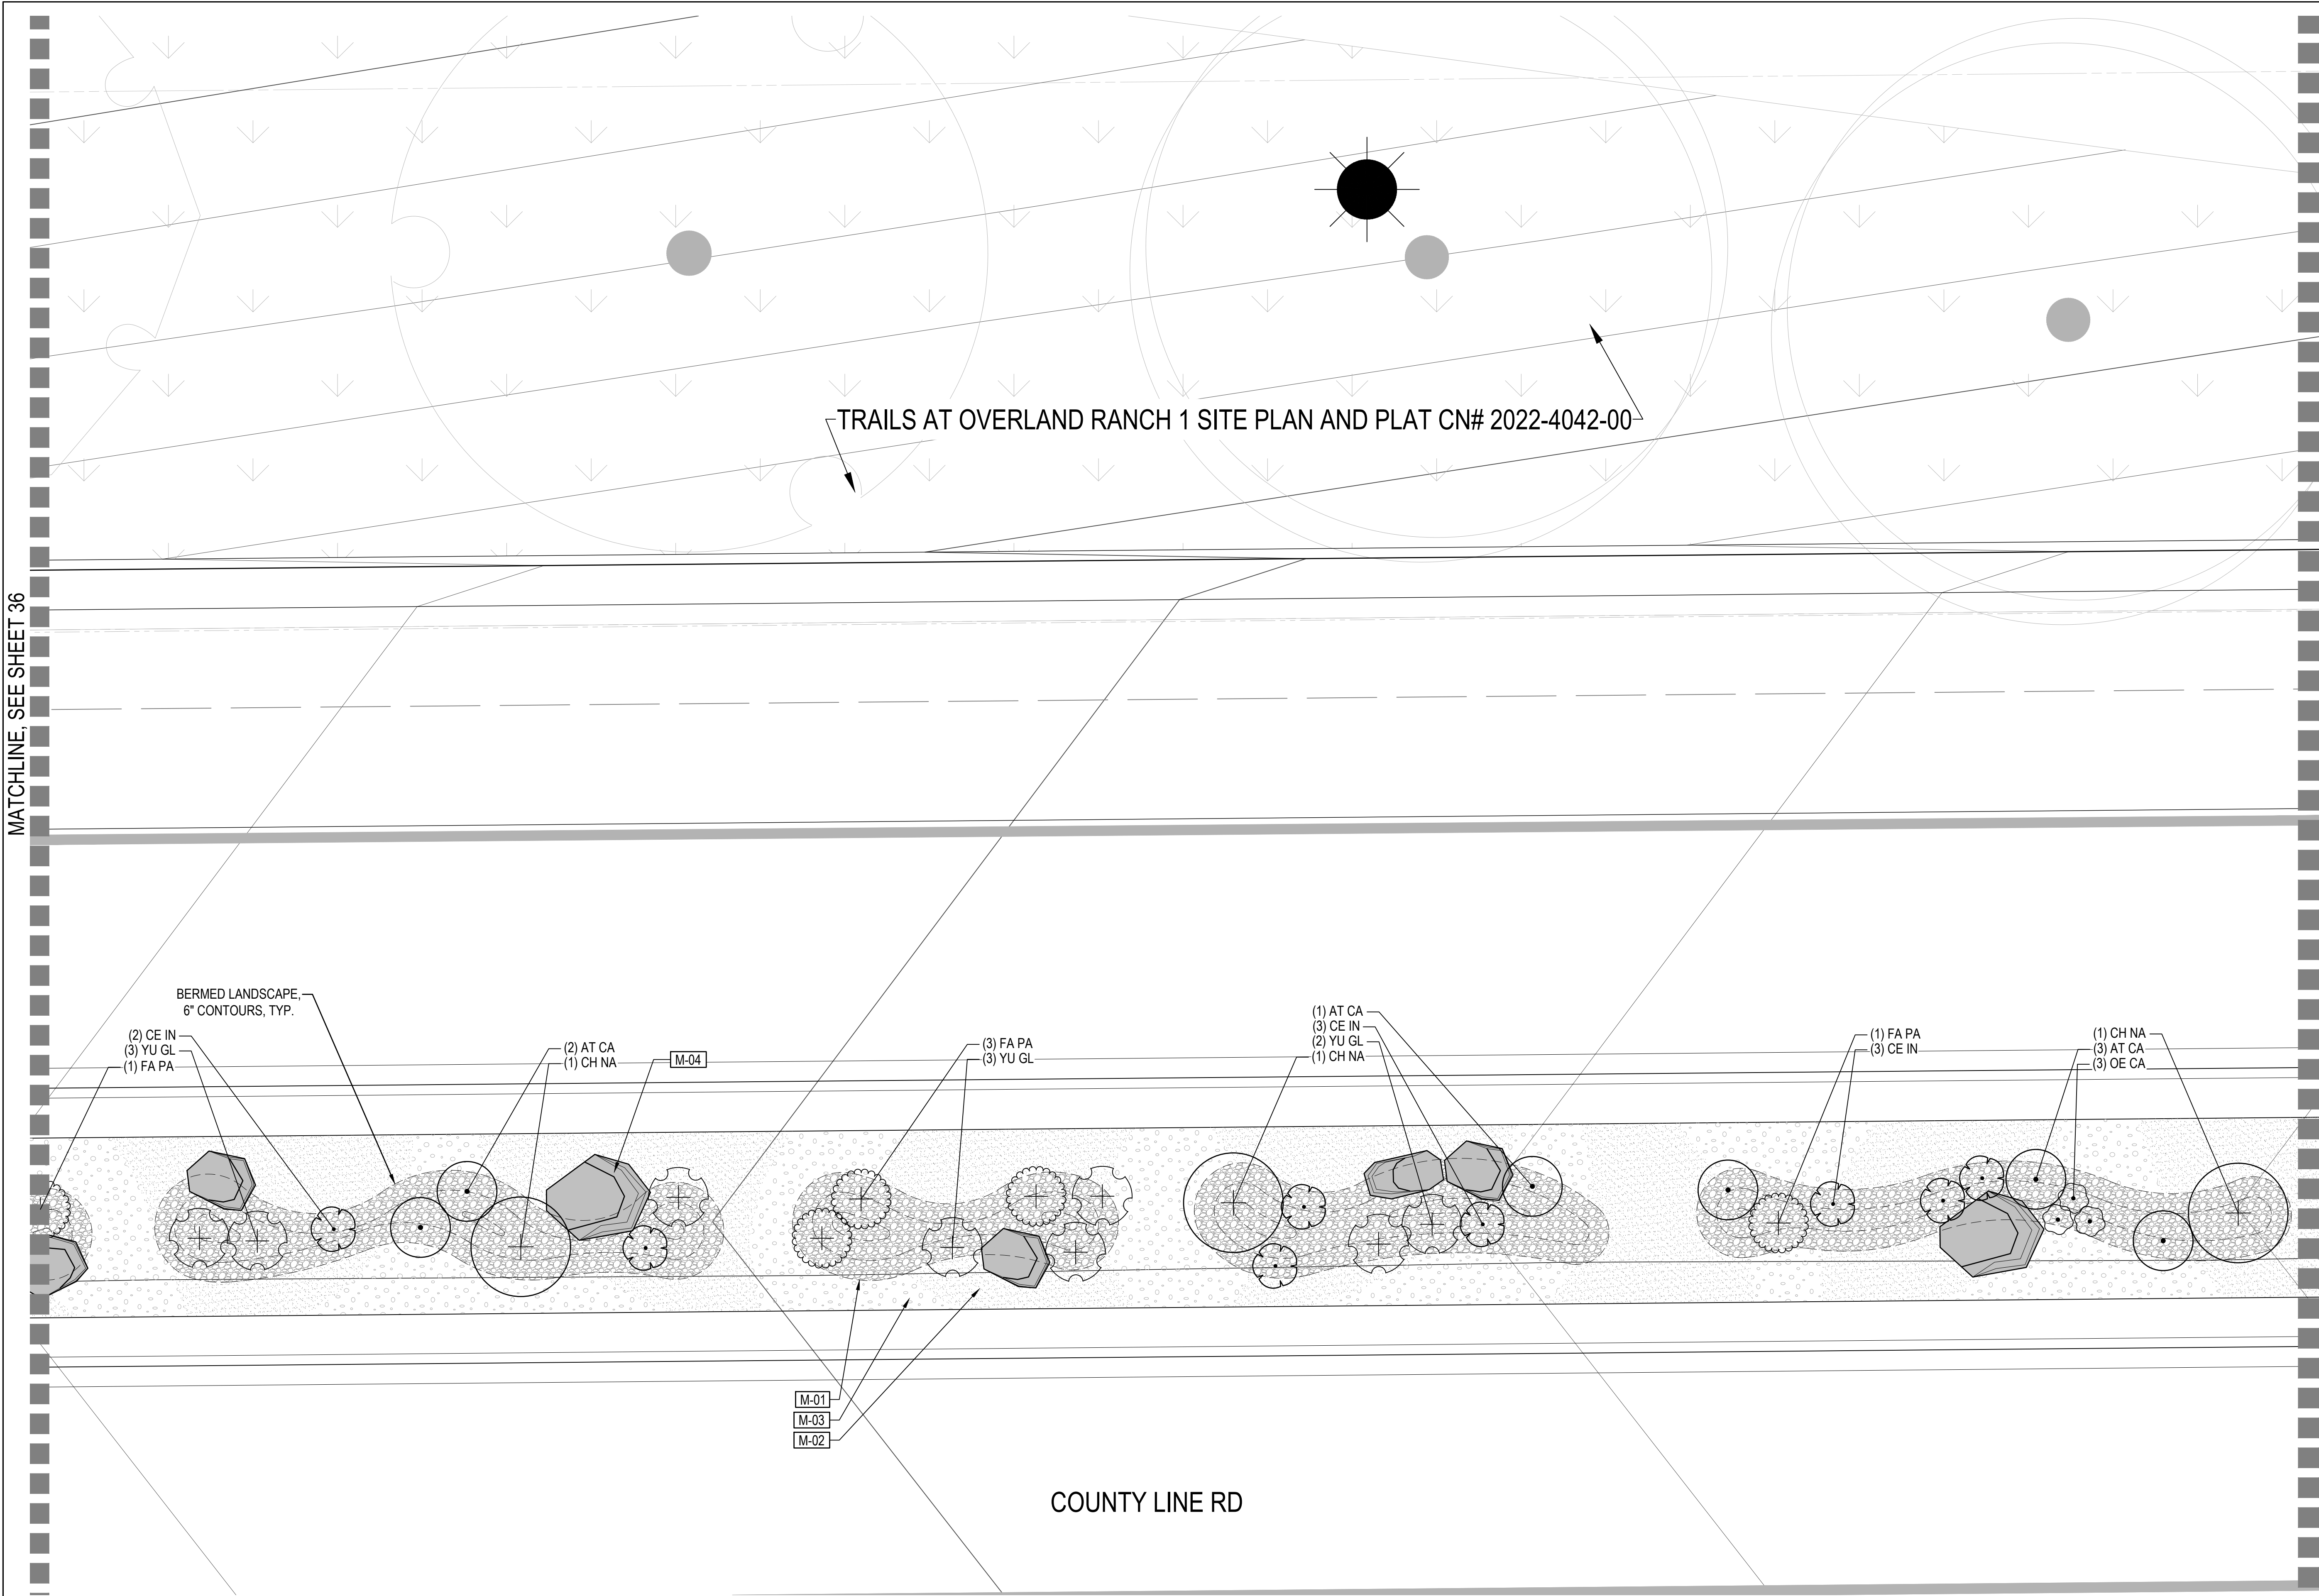 TRAILS AT OVERLAND RANCH 1 SITE PLAN AND PLAT CN# 2022-4042-00
MATCHLINE, SEE SHEET 36
BERMED LANDSCAPE,
6" CONTOURS, TYP.
(2) CE IN
(3) YU GL
(1) FA PA
(2) AT CA
(1) CH NA
M-04
(3) FA PA
(3) YU GL
(1) AT CA
(3) CE IN
(2) YU GL
(1) CH NA
(1) FA PA
(3) CE IN
(1) CH NA
(3) AT CA
(3) OE CA
M-01
M-03
M-02
COUNTY LINE RD